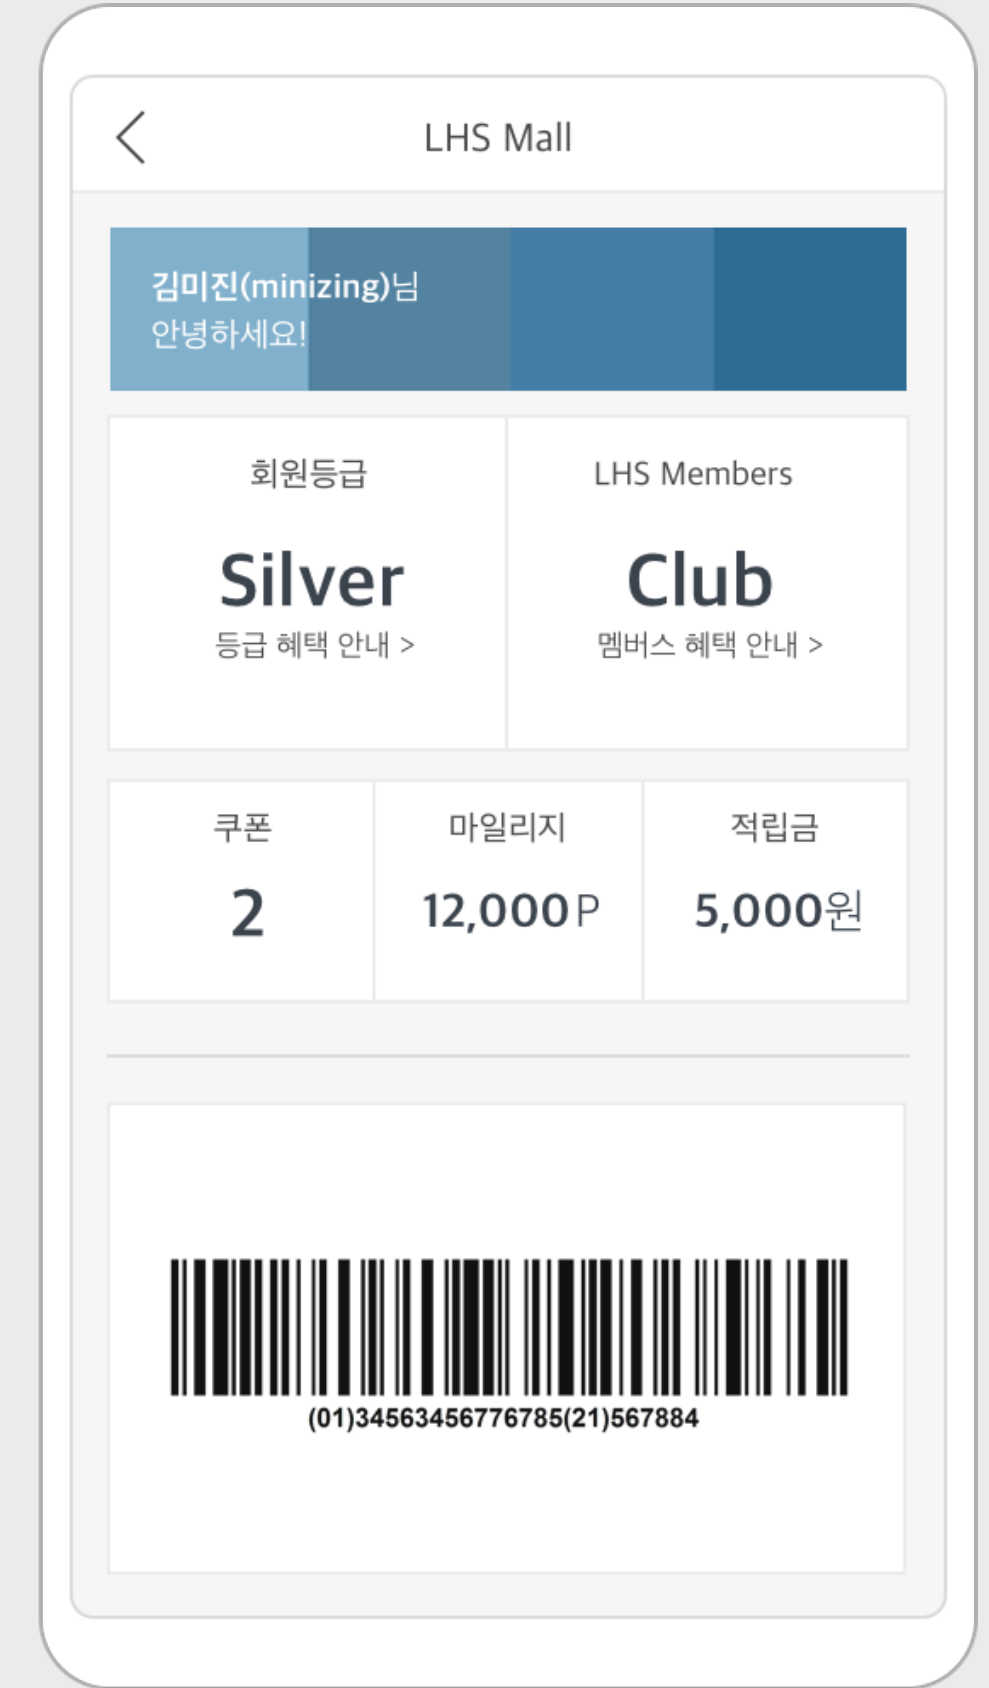 LHS Mall
김미진(minizing)님
안녕하세요!
회원등급
Silver
등급 혜택 안내 >
LHS Members
Club
멤버스 혜택 안내 >
쿠폰
2
마일리지
12,000P
적립금
5,000원
(01)34563456776785(21)567884